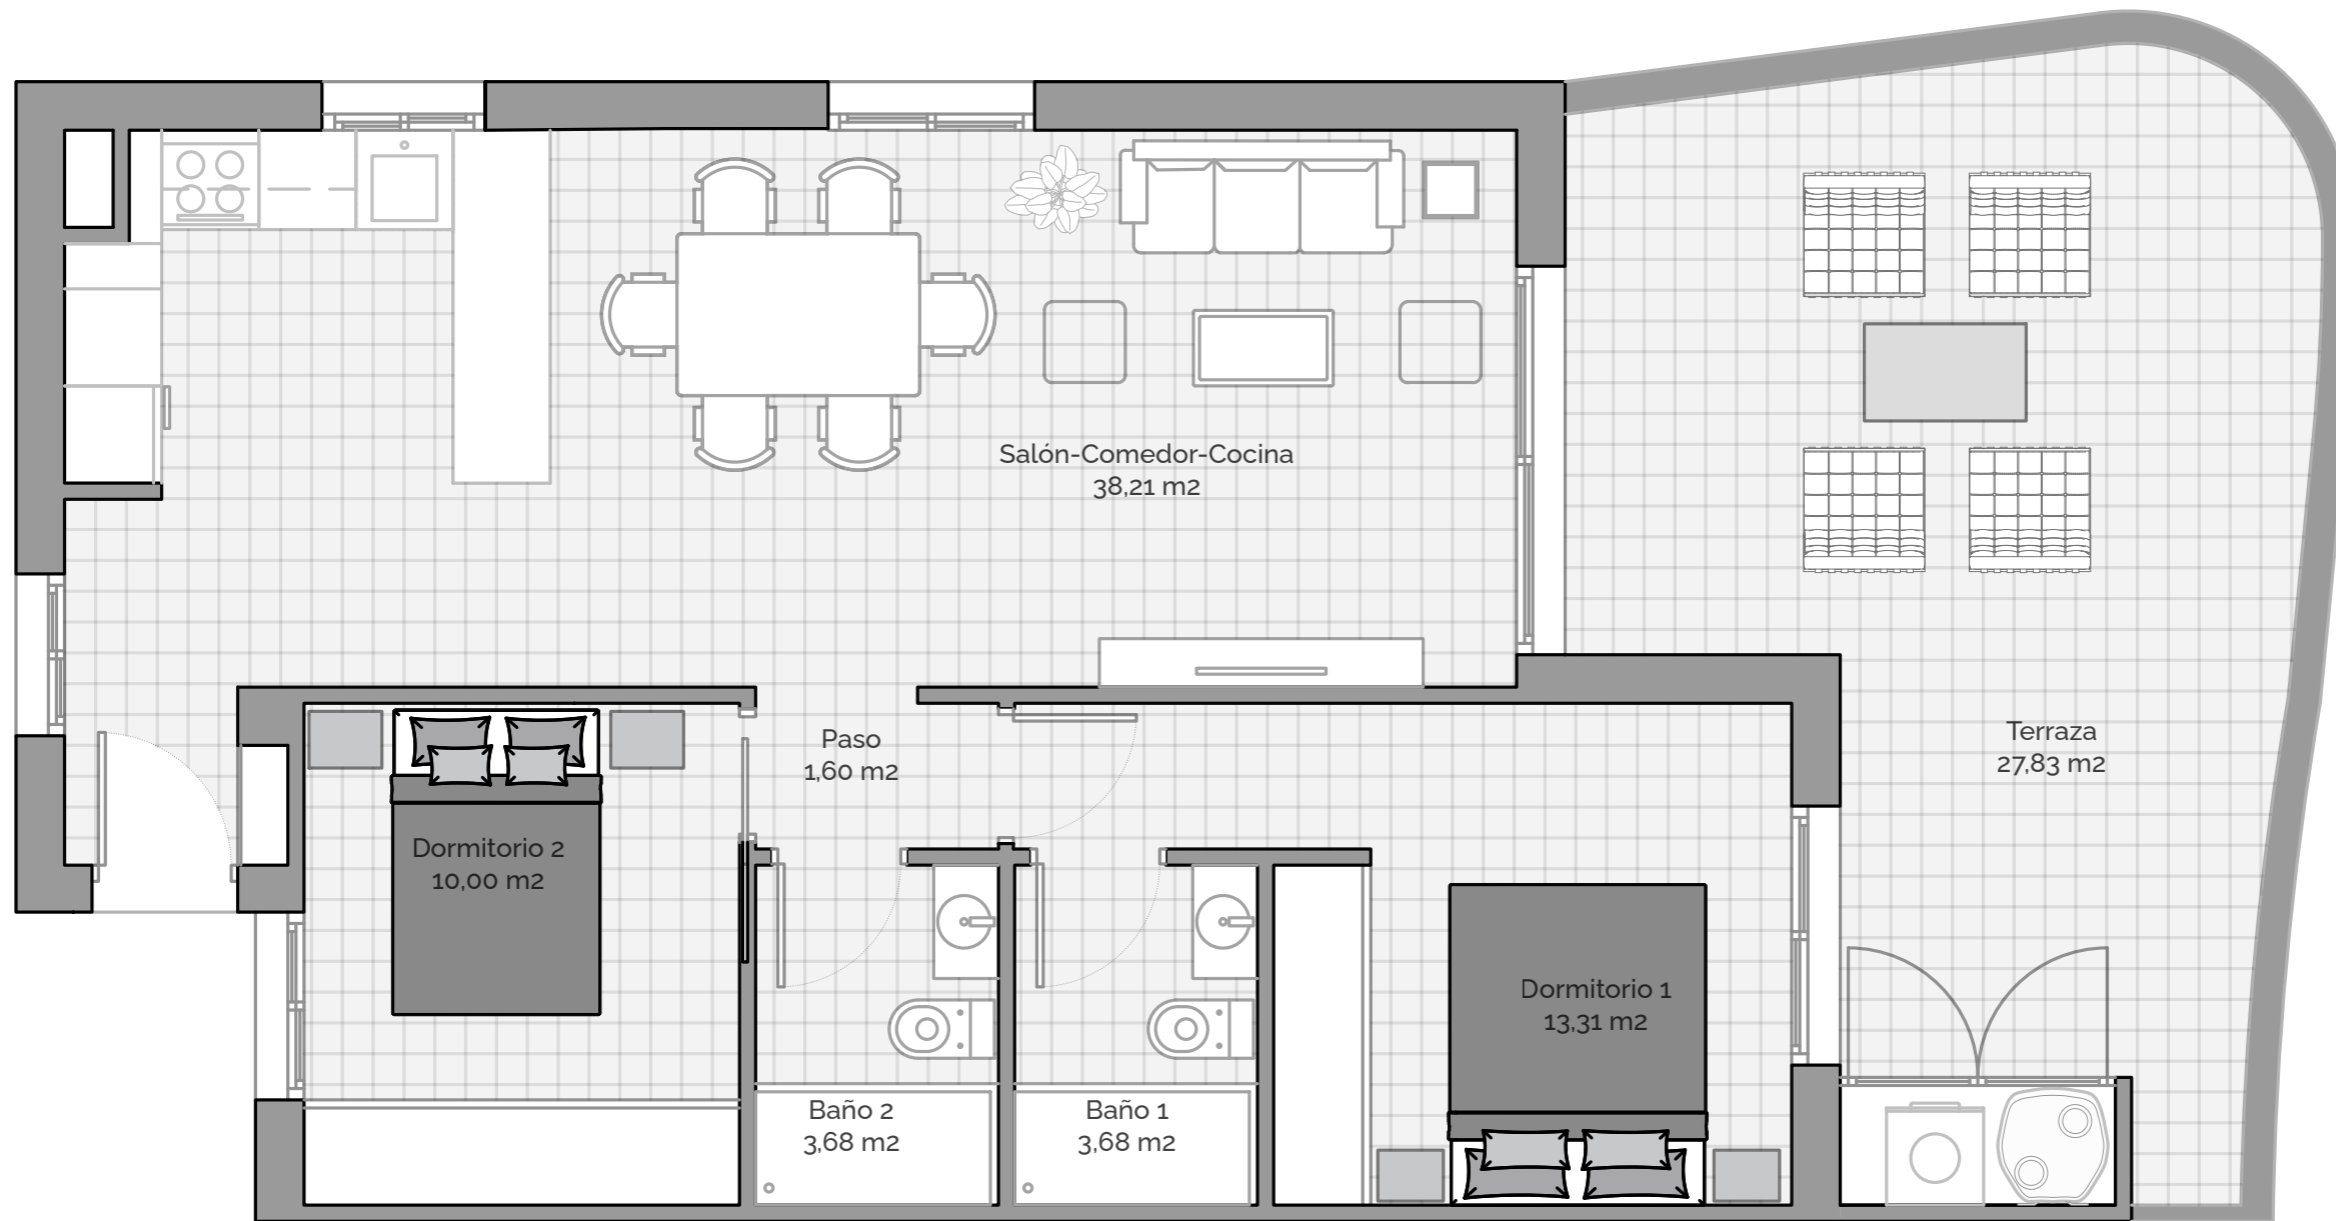 Salón-Comedor-Cocina
38,21 m2
Terraza
27,83 m2
Paso
1,60 m2
Dormitorio 2
10,00 m2
Dormitorio 1
13,31 m2
Baño 2
3,68 m2
Baño 1
3,68 m2